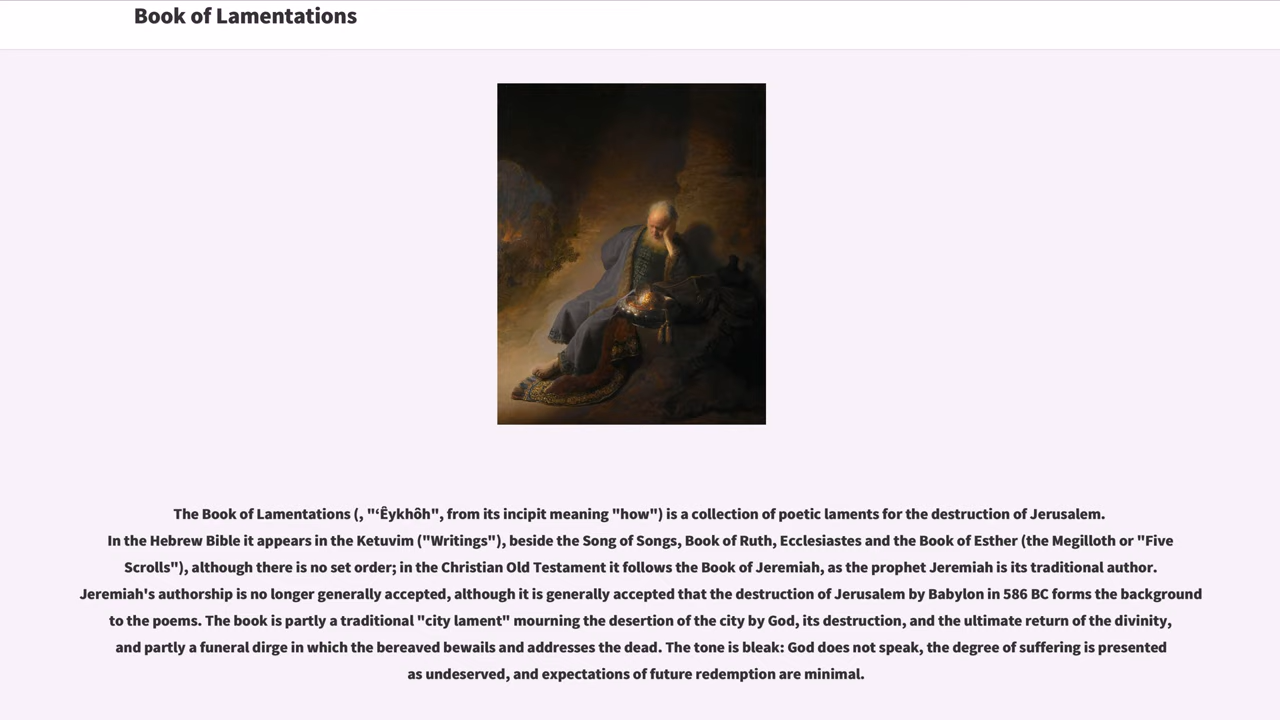 Book of Lamentations
The Book of Lamentations (, "‘Êykhôh", from its incipit meaning "how") is a collection of poetic laments for the destruction of Jerusalem.
In the Hebrew Bible it appears in the Ketuvim ("Writings"), beside the Song of Songs, Book of Ruth, Ecclesiastes and the Book of Esther (the Megilloth or "Five
Scrolls"), although there is no set order; in the Christian Old Testament it follows the Book of Jeremiah, as the prophet Jeremiah is its traditional author.
Jeremiah's authorship is no longer generally accepted, although it is generally accepted that the destruction of Jerusalem by Babylon in 586 BC forms the background
to the poems. The book is partly a traditional "city lament" mourning the desertion of the city by God, its destruction, and the ultimate return of the divinity,
and partly a funeral dirge in which the bereaved bewails and addresses the dead. The tone is bleak: God does not speak, the degree of suffering is presented
as undeserved, and expectations of future redemption are minimal.